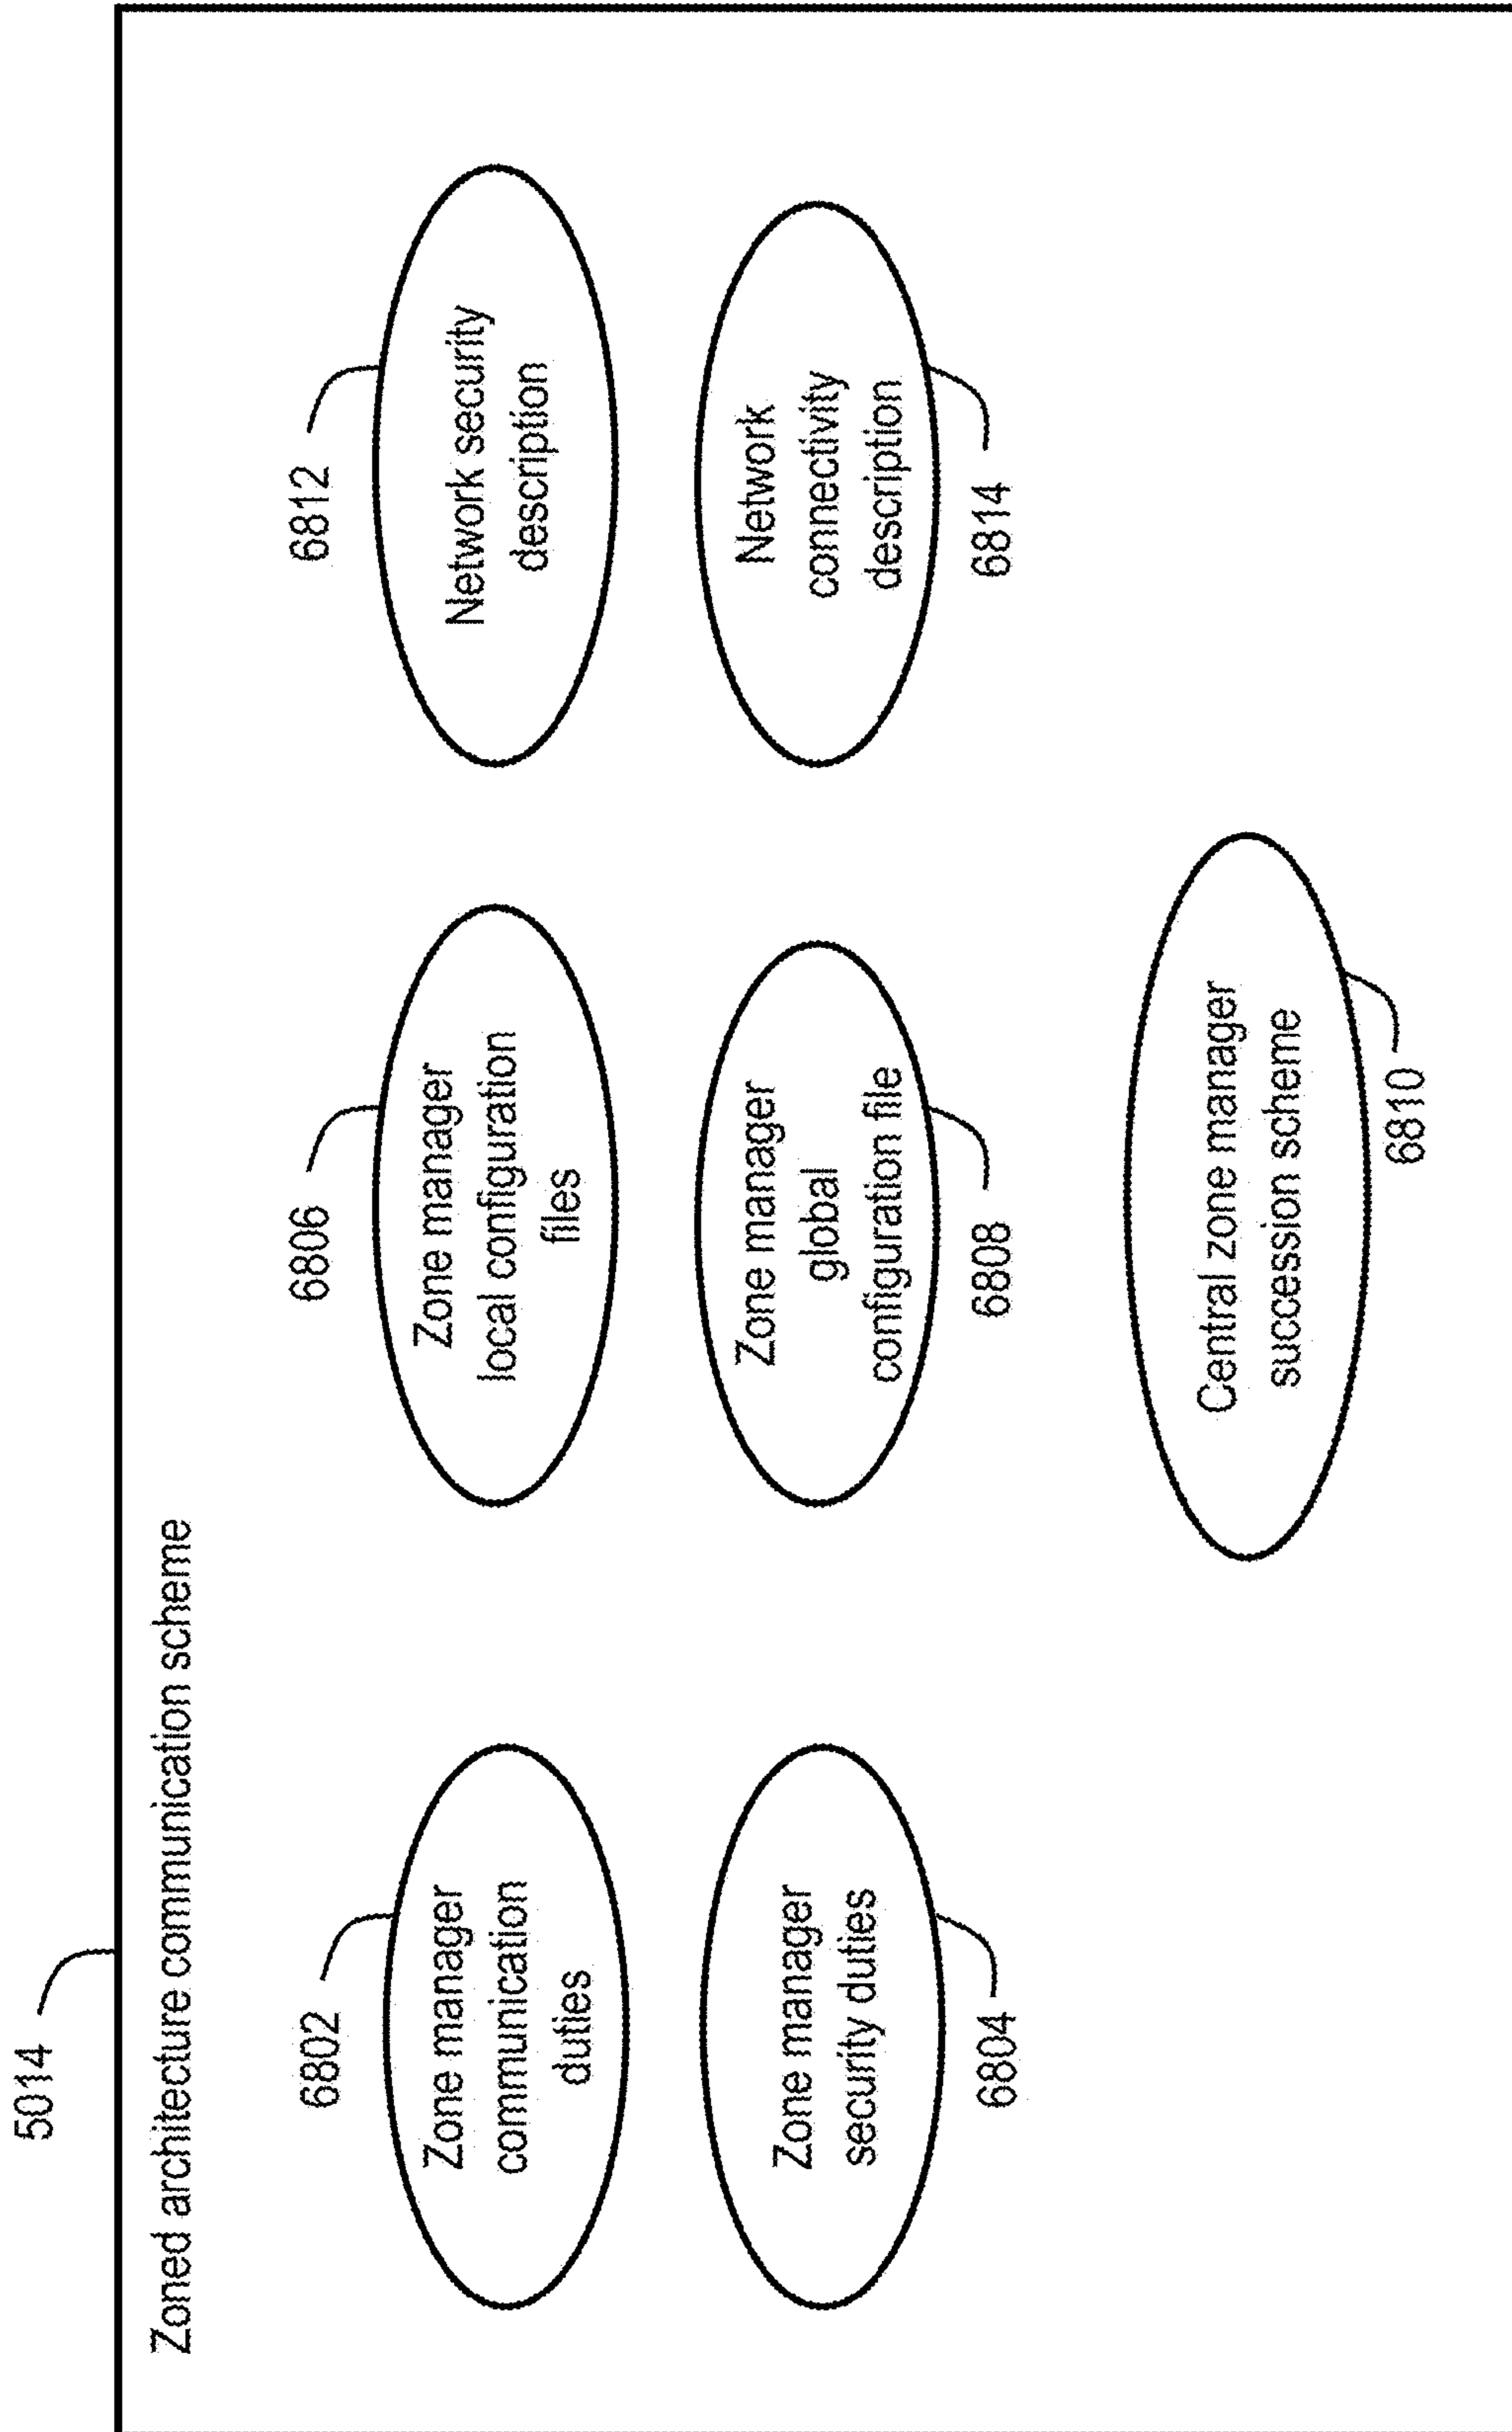 5014
Zoned architecture communication scheme
6802
Zone manager
communication
duties
6806
Zone manager
local configuration
files
6812
Network security
description
Zone manager
security duties
6804
Zone manager
global
configuration file
6808
Network
connectivity
description
6814
Central zone manager
succession scheme
6810